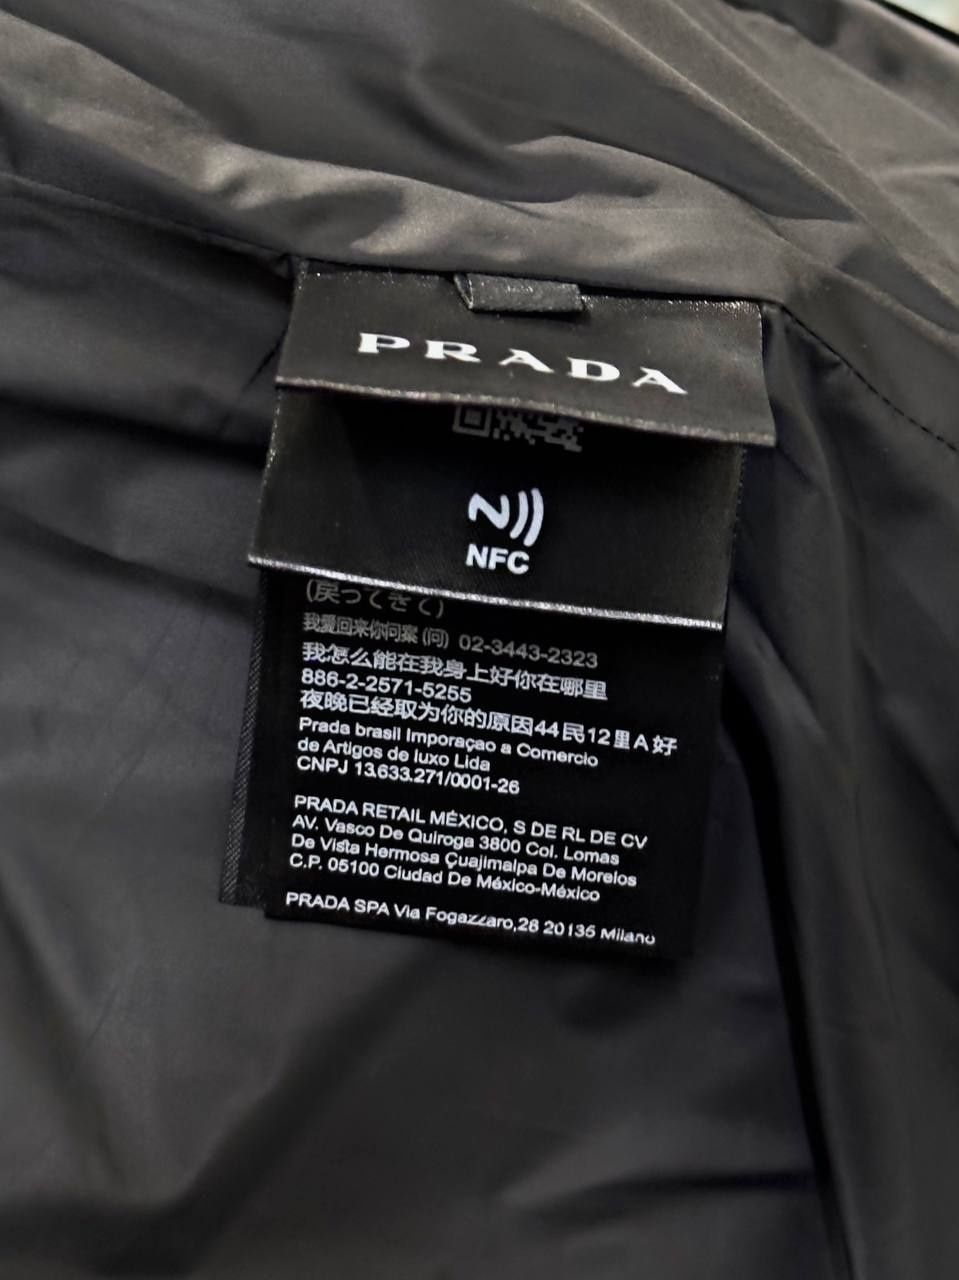 PRADA
NFC
(戻ってきて)
我愛回来你问案 (问) 02-3443-2323
我怎么能在我身上好你在哪里
886-2-2571-5255
夜晚已经取为你的原因44民12里A好
Prada brasil Imporaçao a Comercio
de Artigos de luxo Lida
CNPJ 13.633.271/0001-26
PRADA RETAIL MÉXICO, S DE RL DE CV
AV. Vasco De Quiroga 3800 Col. Lomas
De Vista Hermosa Çuajimalpa De Morelos
C.P. 05100 Ciudad De México-México
PRADA SPA Via Fogazzaro,28 20135 Milano